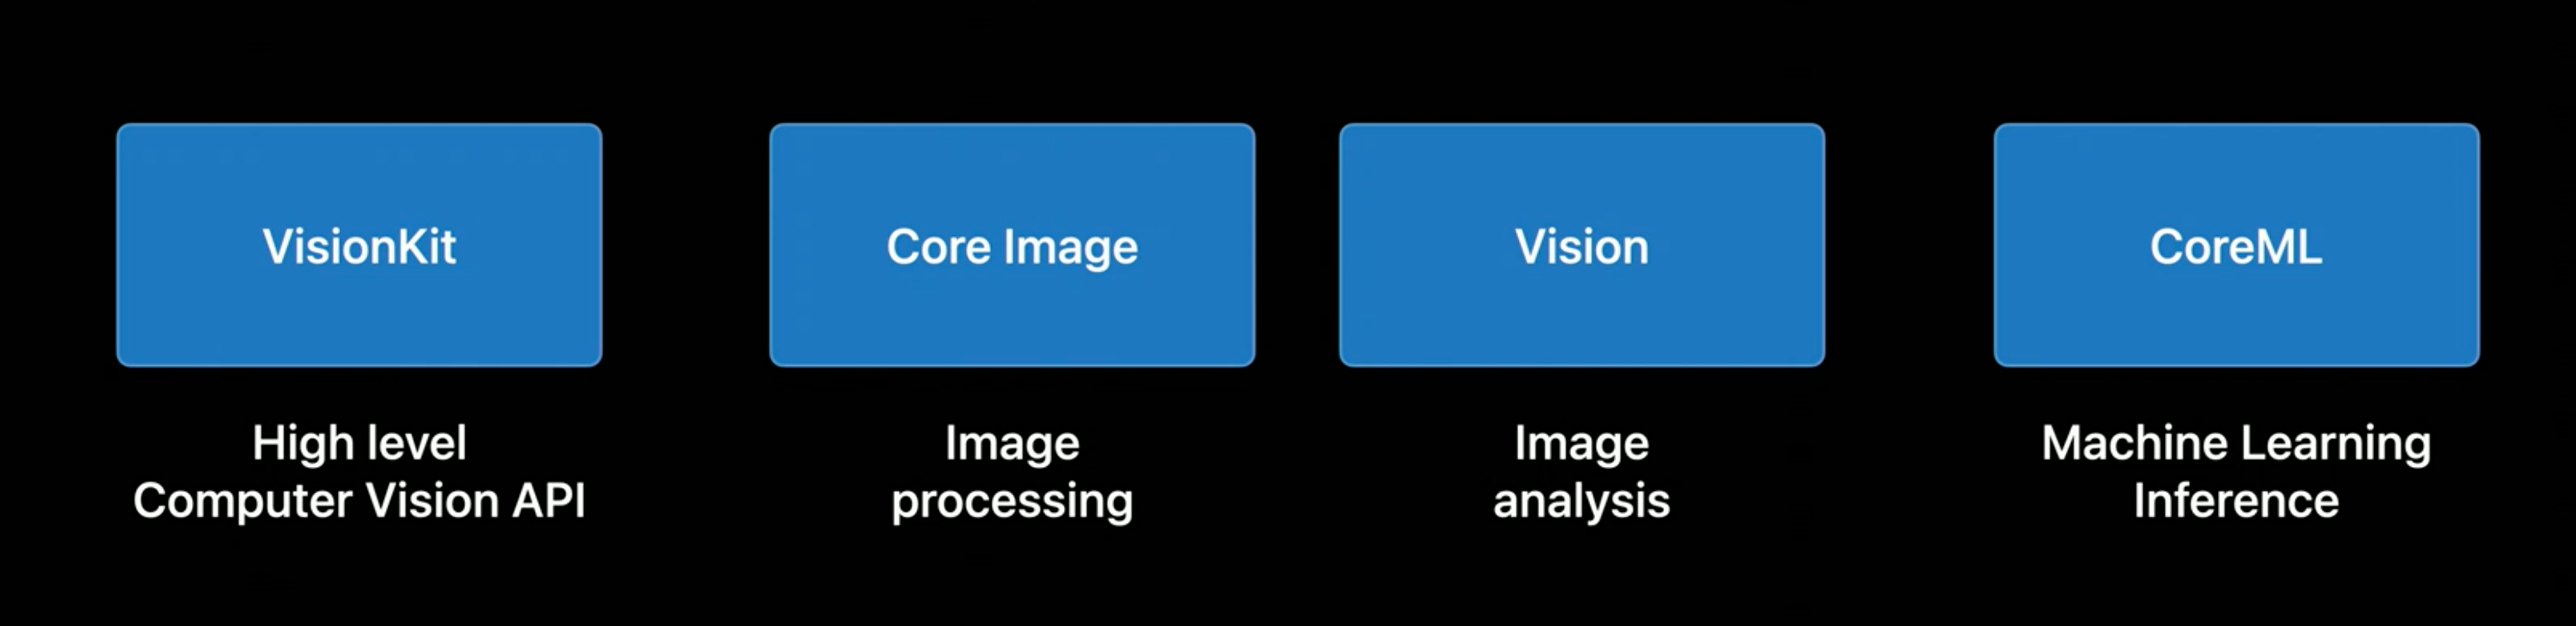 VisionKit
High level
Computer Vision API
Core Image
Image
processing
Vision
Image
analysis
CoreML
Machine Learning
Inference